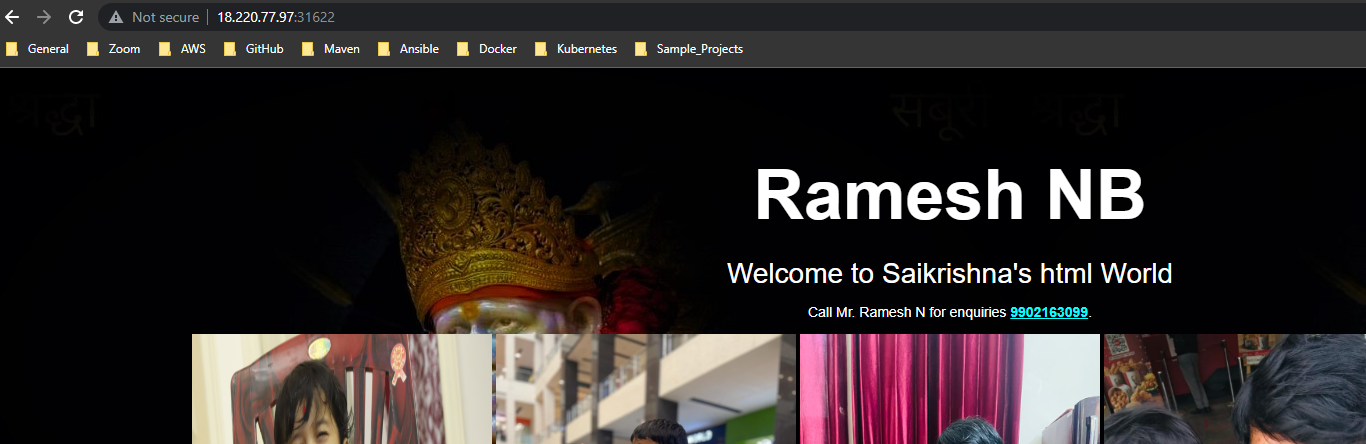 Not secure 18.220.77.97:31622
General Zoom AWS GitHub Maven Ansible Docker Kubernetes Sample_Projects
श्रद्धा सबूरी श्रद्धा
Ramesh NB
Welcome to Saikrishna's html World
Call Mr. Ramesh N for enquiries 9902163099.